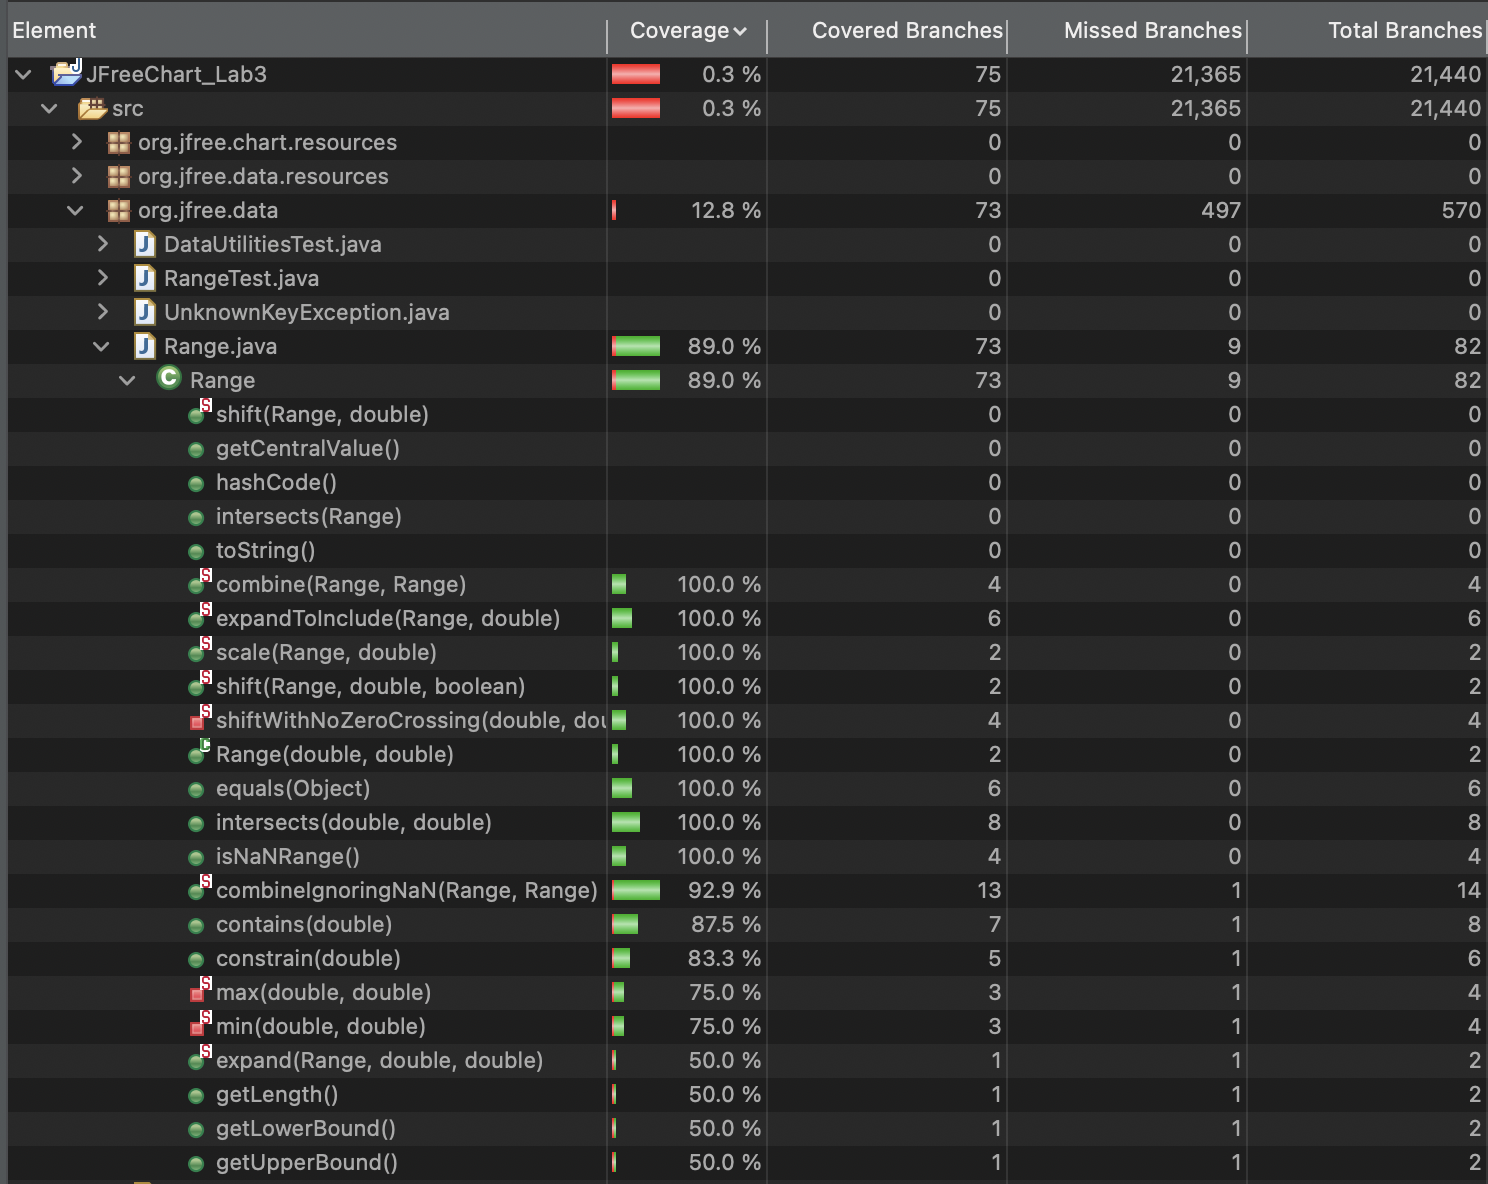 Element Coverage Covered Branches Missed Branches Total Branches
JFreeChart_Lab3 0.3 % 75 21,365 21,440
src 0.3 % 75 21,365 21,440
org.jfree.chart.resources 0 0 0
org.jfree.data.resources 0 0 0
org.jfree.data 12.8 % 73 497 570
DataUtilitiesTest.java 0 0 0
RangeTest.java 0 0 0
UnknownKeyException.java 0 0 0
Range.java 89.0 % 73 9 82
Range 89.0 % 73 9 82
shift(Range, double) 0 0 0
getCentralValue() 0 0 0
hashCode() 0 0 0
intersects(Range) 0 0 0
toString() 0 0 0
combine(Range, Range) 100.0 % 4 0 4
expandToInclude(Range, double) 100.0 % 6 0 6
scale(Range, double) 100.0 % 2 0 2
shift(Range, double, boolean) 100.0 % 2 0 2
shiftWithNoZeroCrossing(double, dou 100.0 % 4 0 4
Range(double, double) 100.0 % 2 0 2
equals(Object) 100.0 % 6 0 6
intersects(double, double) 100.0 % 8 0 8
isNaNRange() 100.0 % 4 0 4
combineIgnoringNaN(Range, Range) 92.9 % 13 1 14
contains(double) 87.5 % 7 1 8
constrain(double) 83.3 % 5 1 6
max(double, double) 75.0 % 3 1 4
min(double, double) 75.0 % 3 1 4
expand(Range, double, double) 50.0 % 1 1 2
getLength() 50.0 % 1 1 2
getLowerBound() 50.0 % 1 1 2
getUpperBound() 50.0 % 1 1 2